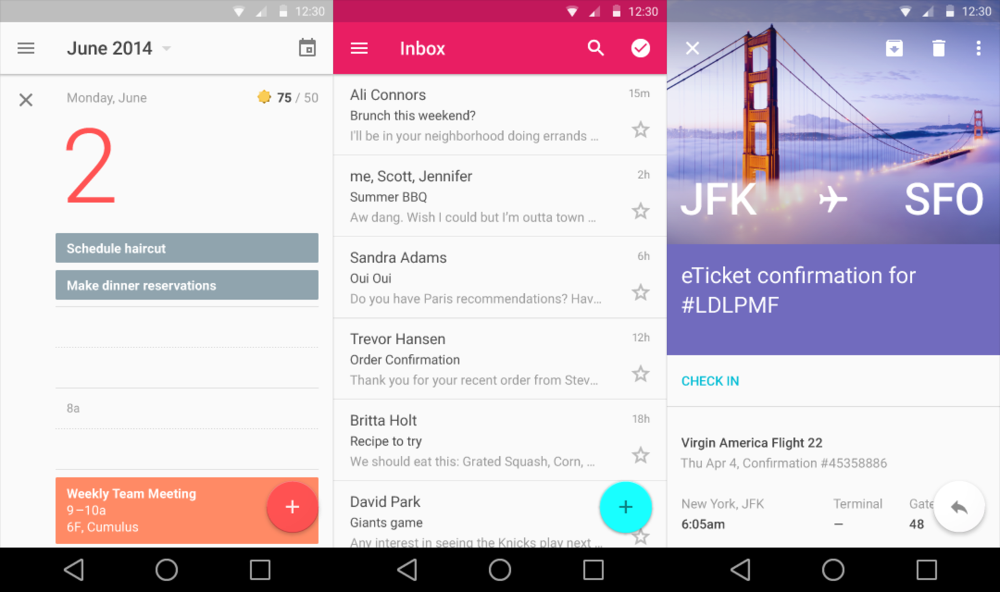 12:30
June 2014
Monday, June
75 / 50
2
Schedule haircut
Make dinner reservations
8a
Weekly Team Meeting
9–10a
6F, Cumulus
12:30
Inbox
Ali Connors 15m
Brunch this weekend?
I'll be in your neighborhood doing errands ...
me, Scott, Jennifer 2h
Summer BBQ
Aw dang. Wish I could but I'm outta town ...
Sandra Adams 6h
Oui Oui
Do you have Paris recommendations? Hav...
Trevor Hansen 12h
Order Confirmation
Thank you for your recent order from Stev...
Britta Holt 18h
Recipe to try
We should eat this: Grated Squash, Corn, ...
David Park
Giants game
Any interest in seeing the Knicks play next ...
12:30
JFK SFO
eTicket confirmation for
#LDLPMF
CHECK IN
Virgin America Flight 22
Thu Apr 4, Confirmation #45358886
New York, JFK Terminal Gate
6:05am – 48